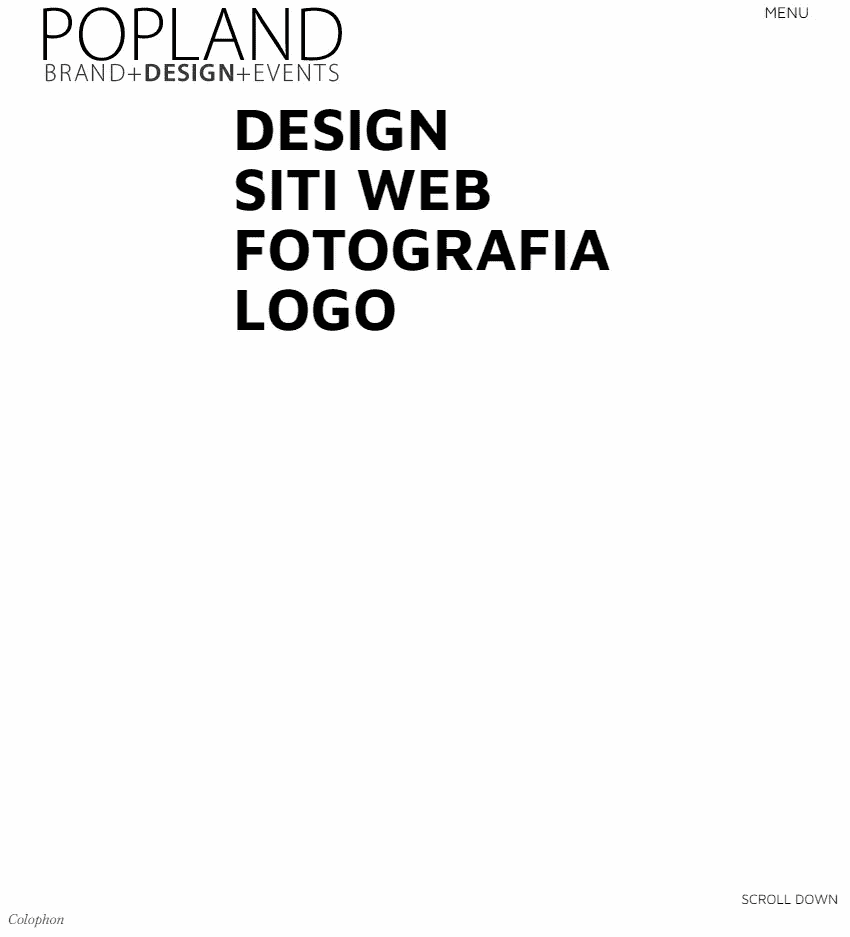 POPLAND
MENU
BRAND+DESIGN+EVENTS
DESIGN
SITI WEB
FOTOGRAFIA
LOGO
SCROLL DOWN
Colophon